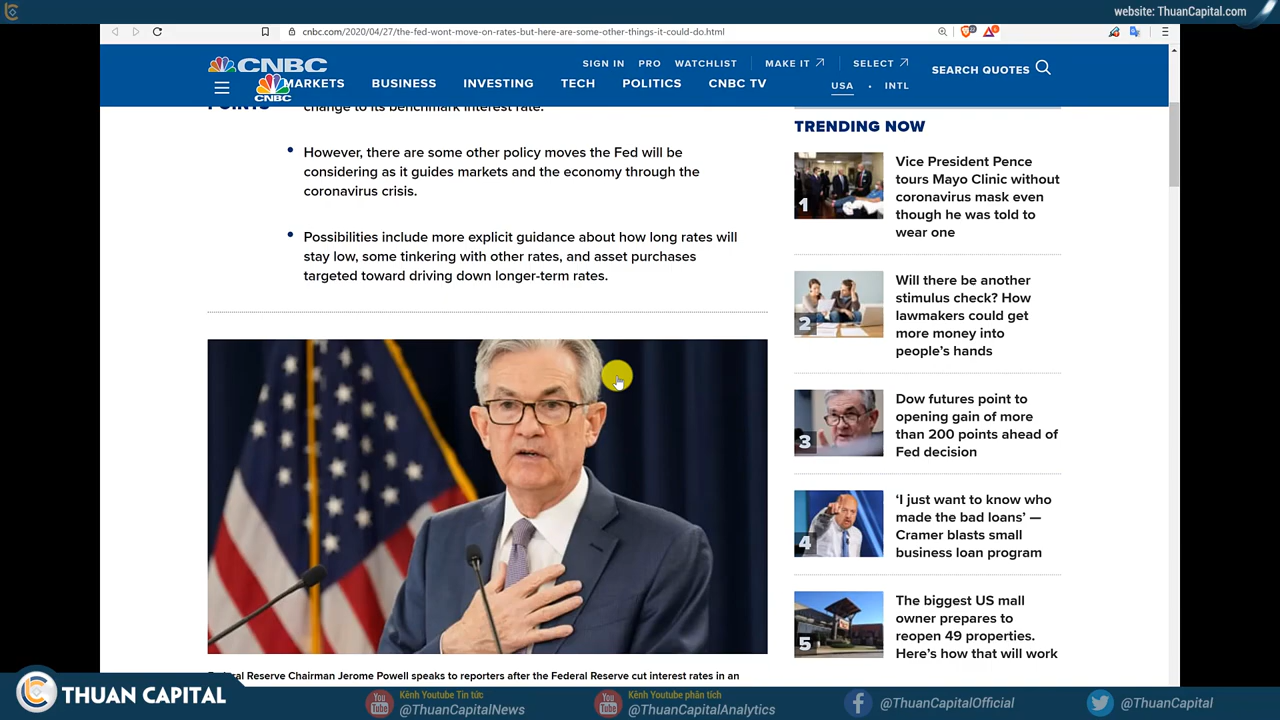 website: ThuanCapital.com
cnbc.com/2020/04/27/the-fed-wont-move-on-rates-but-here-are-some-other-things-it-could-do.html
CNBC
SIGN IN PRO WATCHLIST MAKE IT SELECT
SEARCH QUOTES
CNBC
MARKETS BUSINESS INVESTING TECH POLITICS CNBC TV
USA • INTL
POINTS
change to its benchmark interest rate.
• However, there are some other policy moves the Fed will be
considering as it guides markets and the economy through the
coronavirus crisis.
• Possibilities include more explicit guidance about how long rates will
stay low, some tinkering with other rates, and asset purchases
targeted toward driving down longer-term rates.
TRENDING NOW
1
Vice President Pence
tours Mayo Clinic without
coronavirus mask even
though he was told to
wear one
2
Will there be another
stimulus check? How
lawmakers could get
more money into
people's hands
3
Dow futures point to
opening gain of more
than 200 points ahead of
Fed decision
4
‘I just want to know who
made the bad loans’ —
Cramer blasts small
business loan program
5
The biggest US mall
owner prepares to
reopen 49 properties.
Here’s how that will work
Reserve Chairman Jerome Powell speaks to reporters after the Federal Reserve cut interest rates in an
THUAN CAPITAL
You Tube
Kênh Youtube Tin tức
@ThuanCapitalNews
You Tube
Kênh Youtube phân tích
@ThuanCapitalAnalytics
@ThuanCapitalOfficial
@ThuanCapital